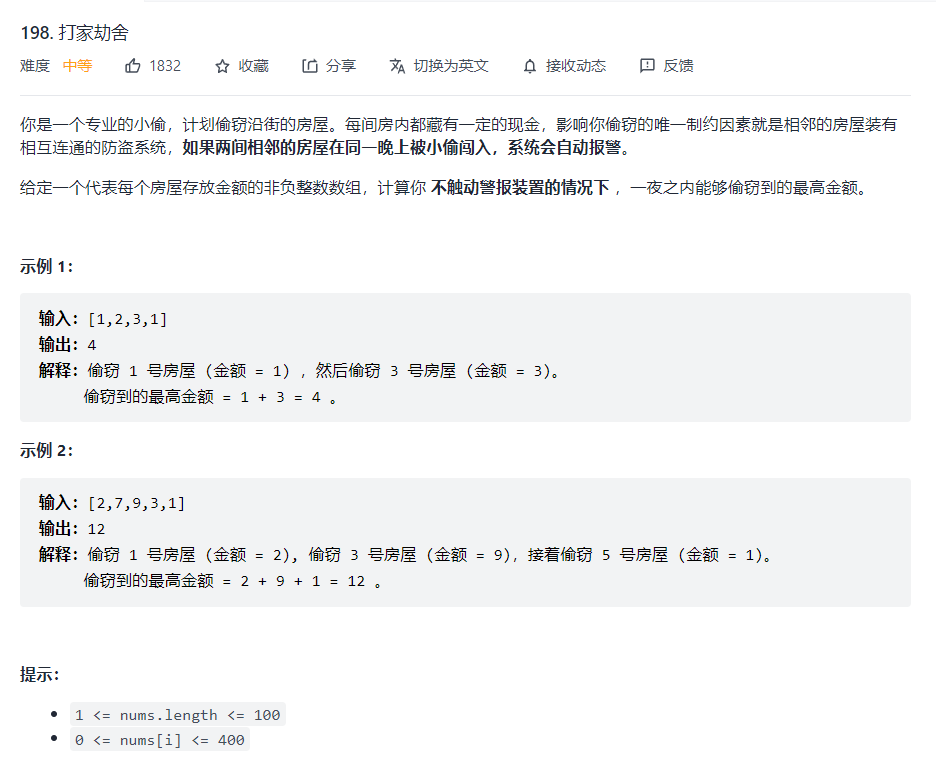 198. 打家劫舍
难度 中等 1832 收藏 分享 切换为英文 接收动态 反馈
你是一个专业的小偷，计划偷窃沿街的房屋。每间房内都藏有一定的现金，影响你偷窃的唯一制约因素就是相邻的房屋装有
相互连通的防盗系统，如果两间相邻的房屋在同一晚上被小偷闯入，系统会自动报警。
给定一个代表每个房屋存放金额的非负整数数组，计算你 不触动警报装置的情况下 ，一夜之内能够偷窃到的最高金额。
示例 1：
输入：[1,2,3,1]
输出：4
解释：偷窃 1 号房屋 (金额 = 1) ，然后偷窃 3 号房屋 (金额 = 3)。
偷窃到的最高金额 = 1 + 3 = 4 。
示例 2：
输入：[2,7,9,3,1]
输出：12
解释：偷窃 1 号房屋 (金额 = 2), 偷窃 3 号房屋 (金额 = 9)，接着偷窃 5 号房屋 (金额 = 1)。
偷窃到的最高金额 = 2 + 9 + 1 = 12 。
提示：
1 <= nums.length <= 100
0 <= nums[i] <= 400